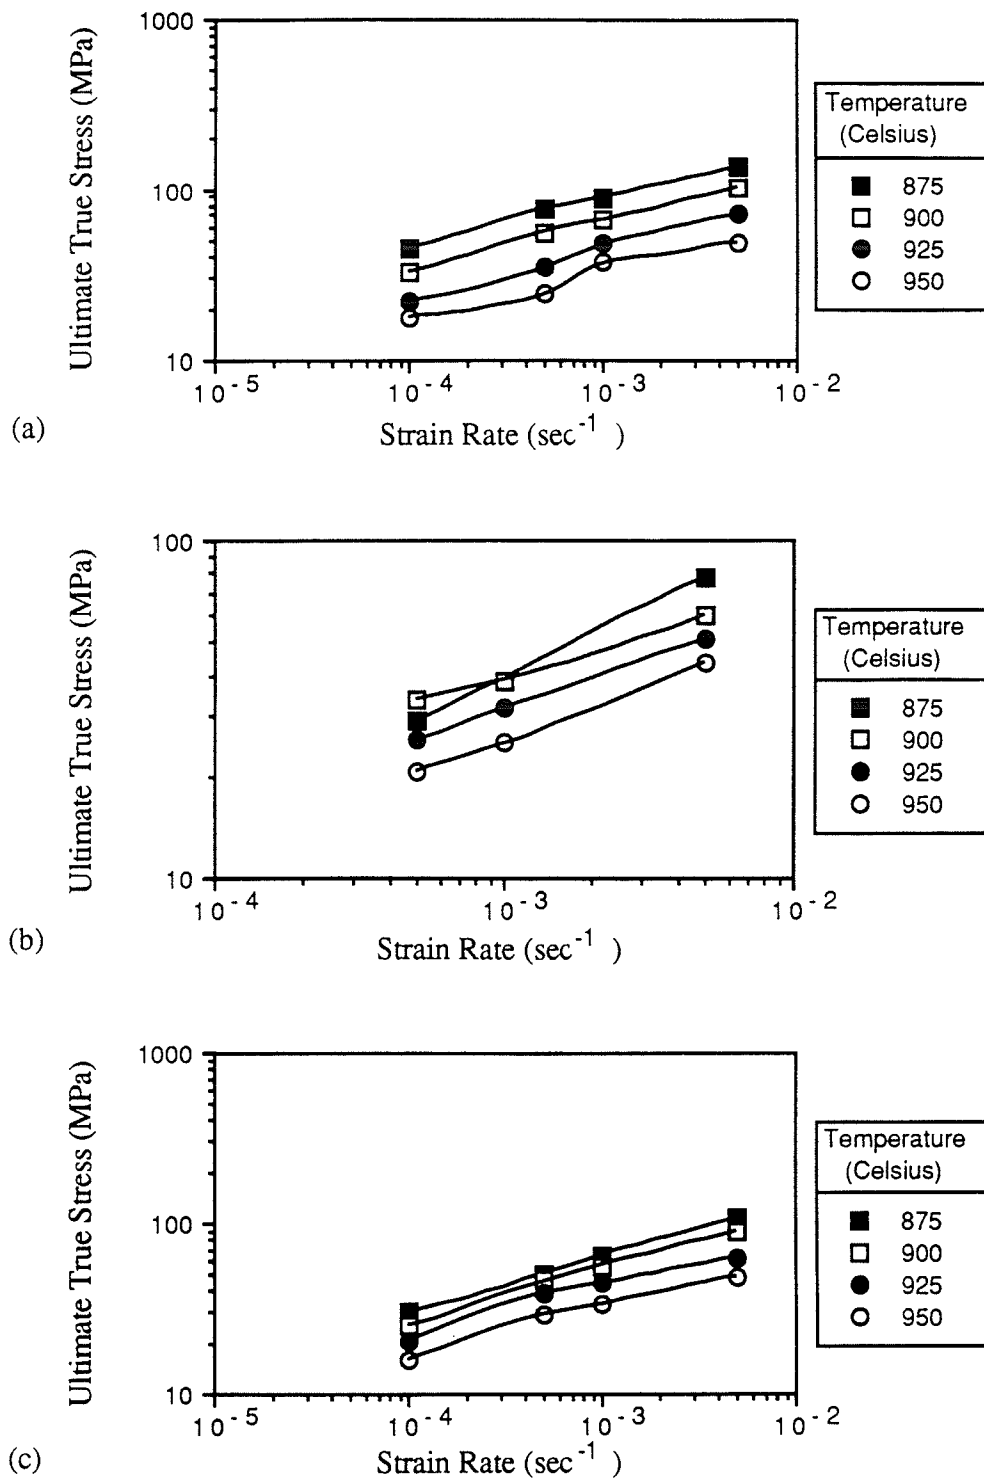 1000
100
10
Ultimate True Stress (MPa)
10-5
10-4
10-3
10-2
Strain Rate (sec-1 )
(a)
Temperature
(Celsius)
875
900
925
950
100
10
Ultimate True Stress (MPa)
10-4
10-3
10-2
Strain Rate (sec-1 )
(b)
Temperature
(Celsius)
875
900
925
950
1000
100
10
Ultimate True Stress (MPa)
10-5
10-4
10-3
10-2
Strain Rate (sec-1 )
(c)
Temperature
(Celsius)
875
900
925
950